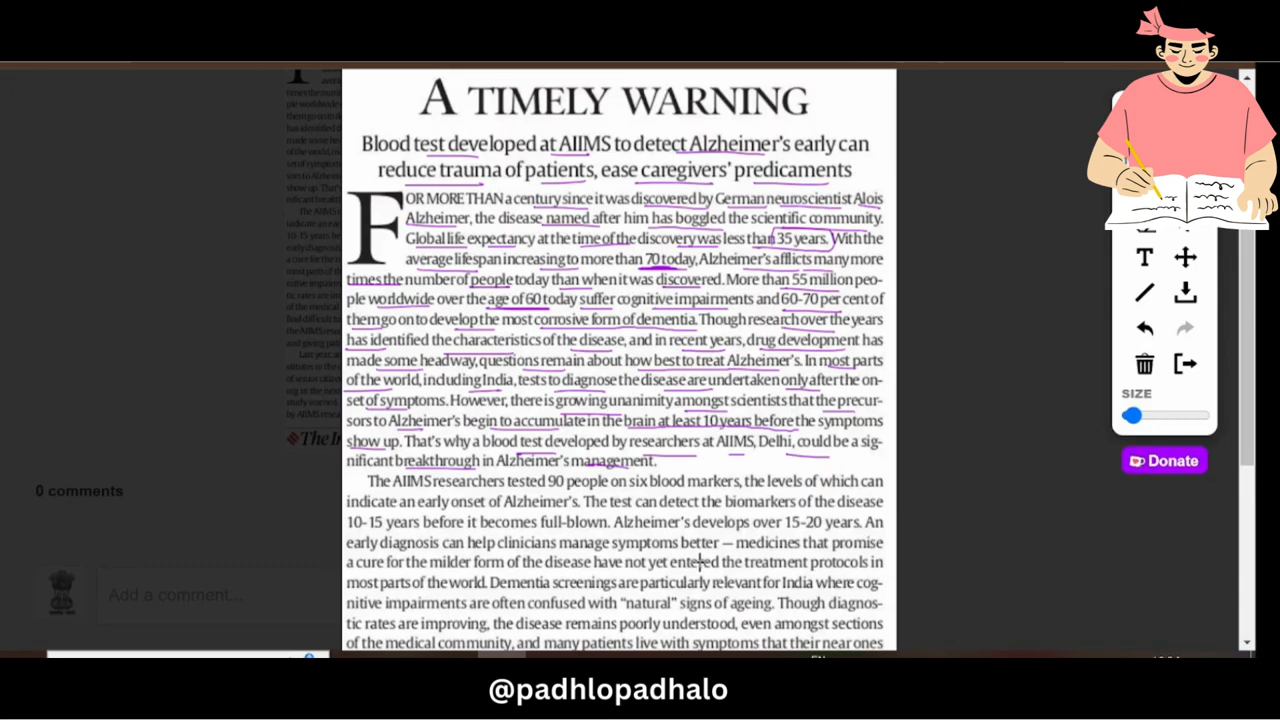 A TIMELY WARNING
Blood test developed at AIIMS to detect Alzheimer's early can
reduce trauma of patients, ease caregivers' predicaments
FOR MORE THAN a century since it was discovered by German neuroscientist Alois
Alzheimer, the disease named after him has boggled the scientific community.
Global life expectancy at the time of the discovery was less than 35 years. With the
average lifespan increasing to more than 70 today, Alzheimer's afflicts many more
times the number of people today than when it was discovered. More than 55 million peo-
ple worldwide over the age of 60 today suffer cognitive impairments and 60-70 per cent of
them go on to develop the most corrosive form of dementia. Though research over the years
has identified the characteristics of the disease, and in recent years, drug development has
made some headway, questions remain about how best to treat Alzheimer's. In most parts
of the world, including India, tests to diagnose the disease are undertaken only after the on-
set of symptoms. However, there is growing unanimity amongst scientists that the precur-
sors to Alzheimer's begin to accumulate in the brain at least 10 years before the symptoms
show up. That's why a blood test developed by researchers at AIIMS, Delhi, could be a sig-
nificant breakthrough in Alzheimer's management.
The AIIMS researchers tested 90 people on six blood markers, the levels of which can
indicate an early onset of Alzheimer's. The test can detect the biomarkers of the disease
10-15 years before it becomes full-blown. Alzheimer's develops over 15-20 years. An
early diagnosis can help clinicians manage symptoms better — medicines that promise
a cure for the milder form of the disease have not yet entered the treatment protocols in
most parts of the world. Dementia screenings are particularly relevant for India where cog-
nitive impairments are often confused with "natural" signs of ageing. Though diagnos-
tic rates are improving, the disease remains poorly understood, even amongst sections
of the medical community, and many patients live with symptoms that their near ones
T
SIZE
Donate
0 comments
Add a comment...
@padhlopadhalo